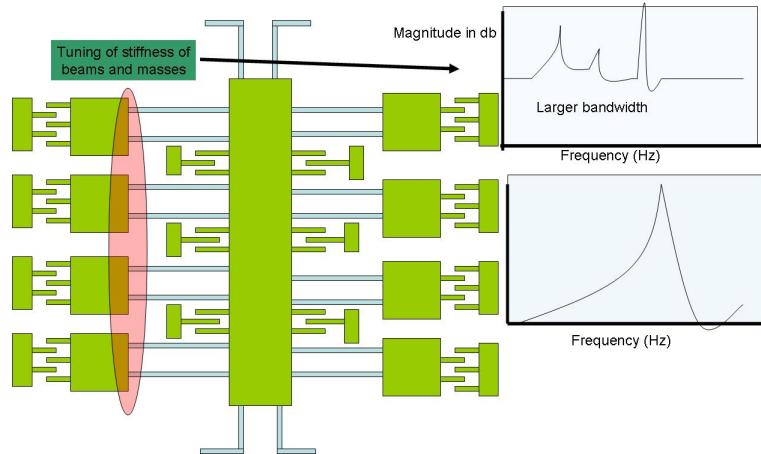 Tuning of stiffness of
beams and masses
Magnitude in db
Larger bandwidth
Frequency (Hz)
Frequency (Hz)